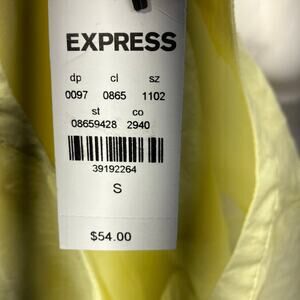 EXPRESS
dp cl sz
0097 0865 1102
st co
08659428 2940
39192264
S
$54.00